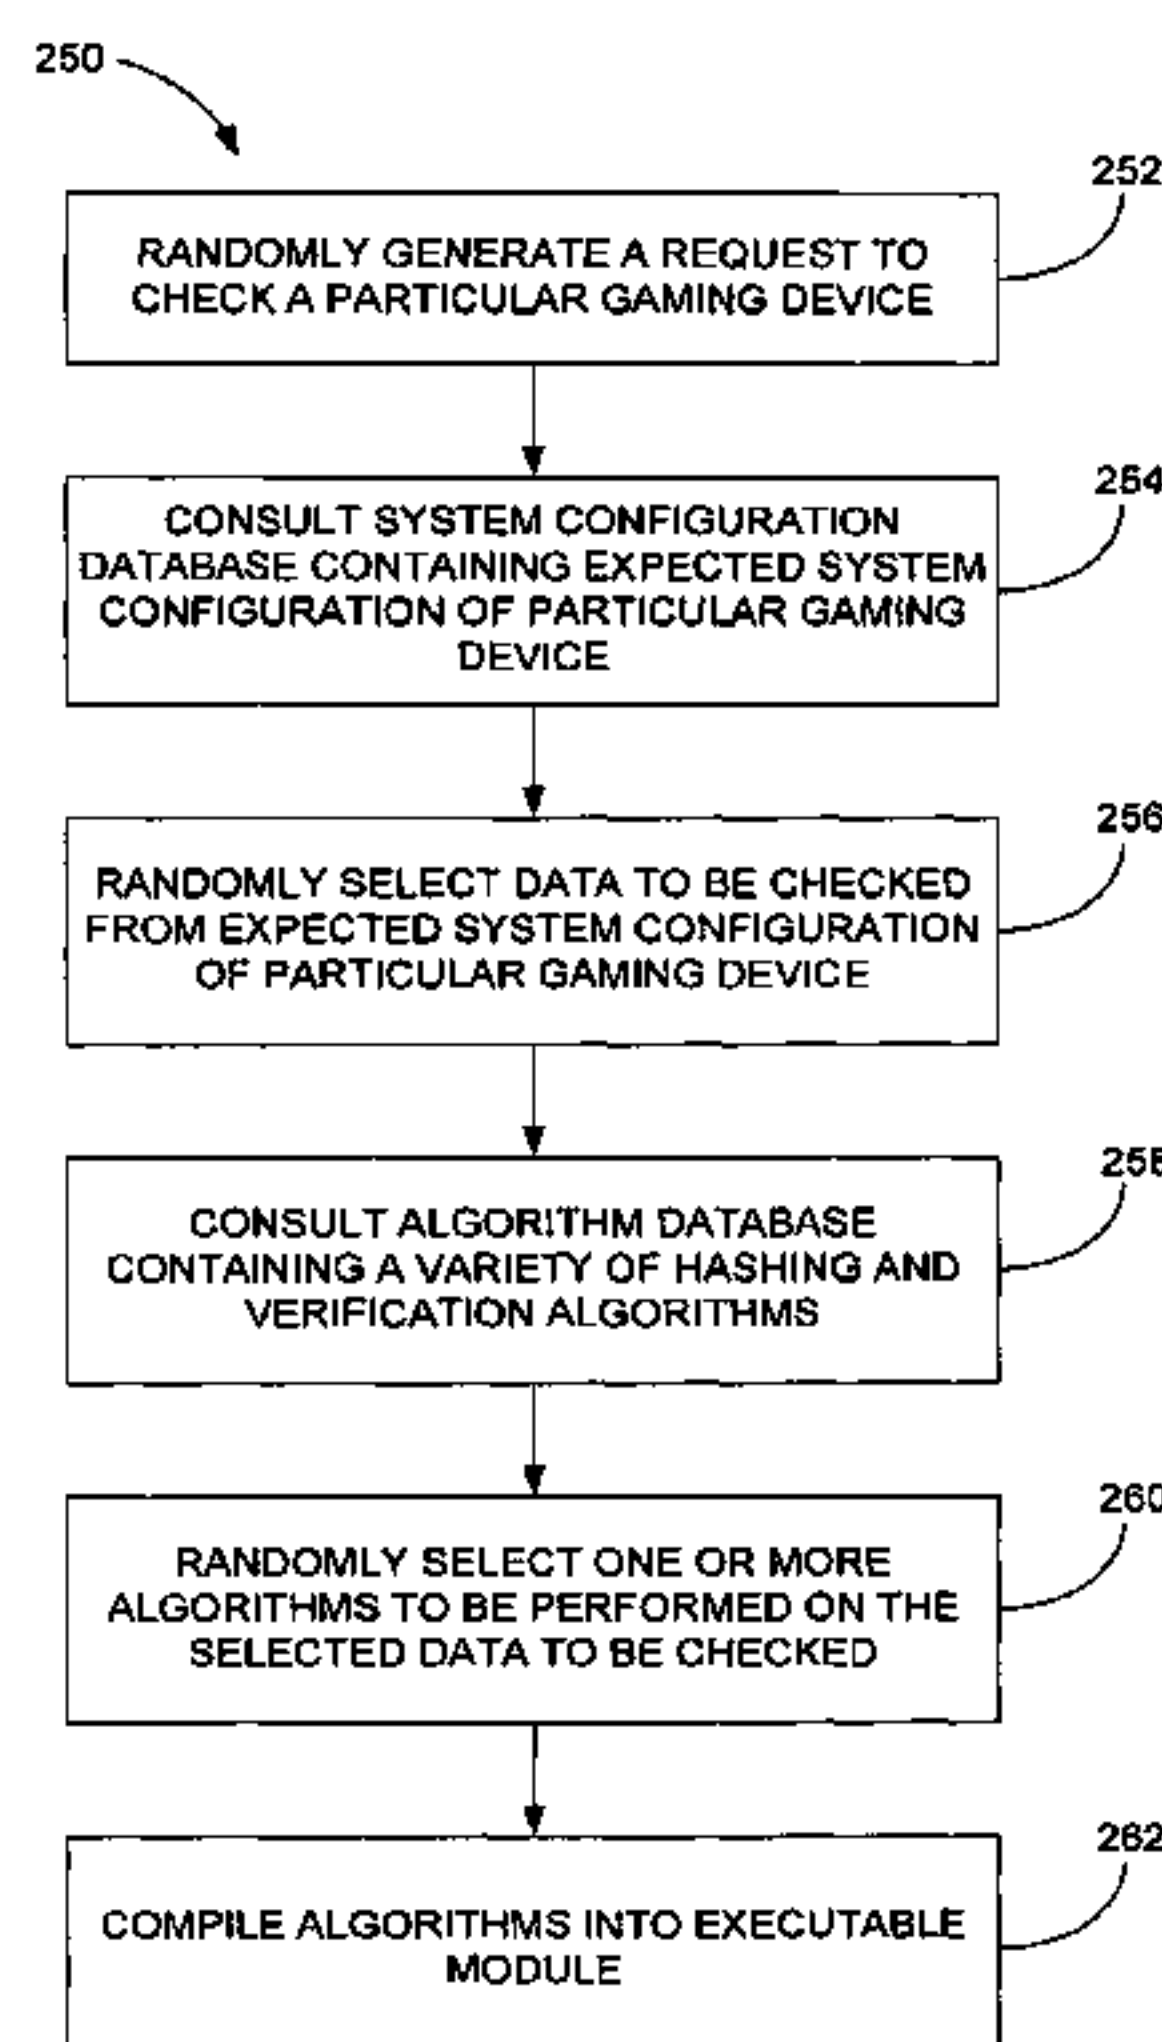 250
252
RANDOMLY GENERATE A REQUEST TO
CHECK A PARTICULAR GAMING DEVICE
254
CONSULT SYSTEM CONFIGURATION
DATABASE CONTAINING EXPECTED SYSTEM
CONFIGURATION OF PARTICULAR GAMING
DEVICE
256
RANDOMLY SELECT DATA TO BE CHECKED
FROM EXPECTED SYSTEM CONFIGURATION
OF PARTICULAR GAMING DEVICE
CONSULT ALGORITHM DATABASE
CONTAINING A VARIETY OF HASHING AND
VERIFICATION ALGORITHMS
260
RANDOMLY SELECT ONE OR MORE
ALGORITHMS TO BE PERFORMED ON THE
SELECTED DATA TO BE CHECKED
262
COMPILE ALGORITHMS INTO EXECUTABLE
MODULE